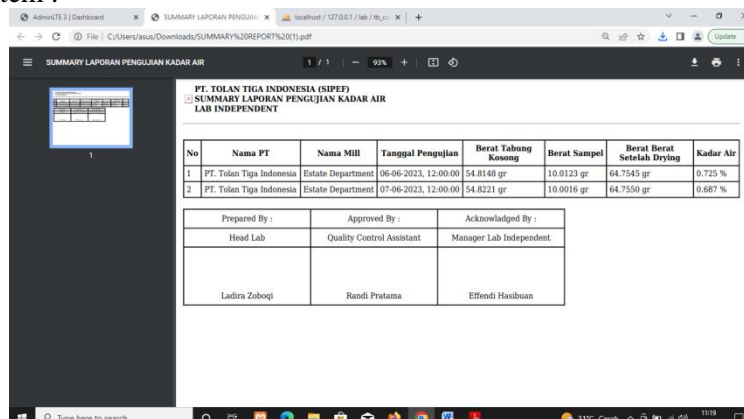 AdminLTE 3 | Dashboard
SUMMARY LAPORAN PENGUJIA
localhost / 127.0.0.1 / lab / tb_co
File | C:/Users/asus/Downloads/SUMMARY%20REPORT%20(1).pdf
Update
SUMMARY LAPORAN PENGUJIAN KADAR AIR
1 / 1
93%
1
PT. TOLAN TIGA INDONESIA (SIPEF)
SUMMARY LAPORAN PENGUJIAN KADAR AIR
LAB INDEPENDENT
No Nama PT Nama Mill Tanggal Pengujian Berat Tabung Kosong Berat Sampel Berat Berat Setelah Drying Kadar Air
1 PT. Tolan Tiga Indonesia Estate Department 06-06-2023, 12:00:00 54.8148 gr 10.0123 gr 64.7545 gr 0.725 %
2 PT. Tolan Tiga Indonesia Estate Department 07-06-2023, 12:00:00 54.8221 gr 10.0016 gr 64.7550 gr 0.687 %
Prepared By : Approved By : Acknowladged By :
Head Lab Quality Control Assistant Manager Lab Independent
Ladira Zoboqi Randi Pratama Effendi Hasibuan
Type here to search
31°C Cerah
11:19